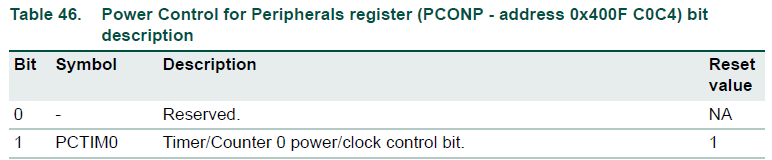 Table 46. Power Control for Peripherals register (PCONP - address 0x400F C0C4) bit
description
Bit Symbol Description Reset
value
0 - Reserved. NA
1 PCTIM0 Timer/Counter 0 power/clock control bit. 1